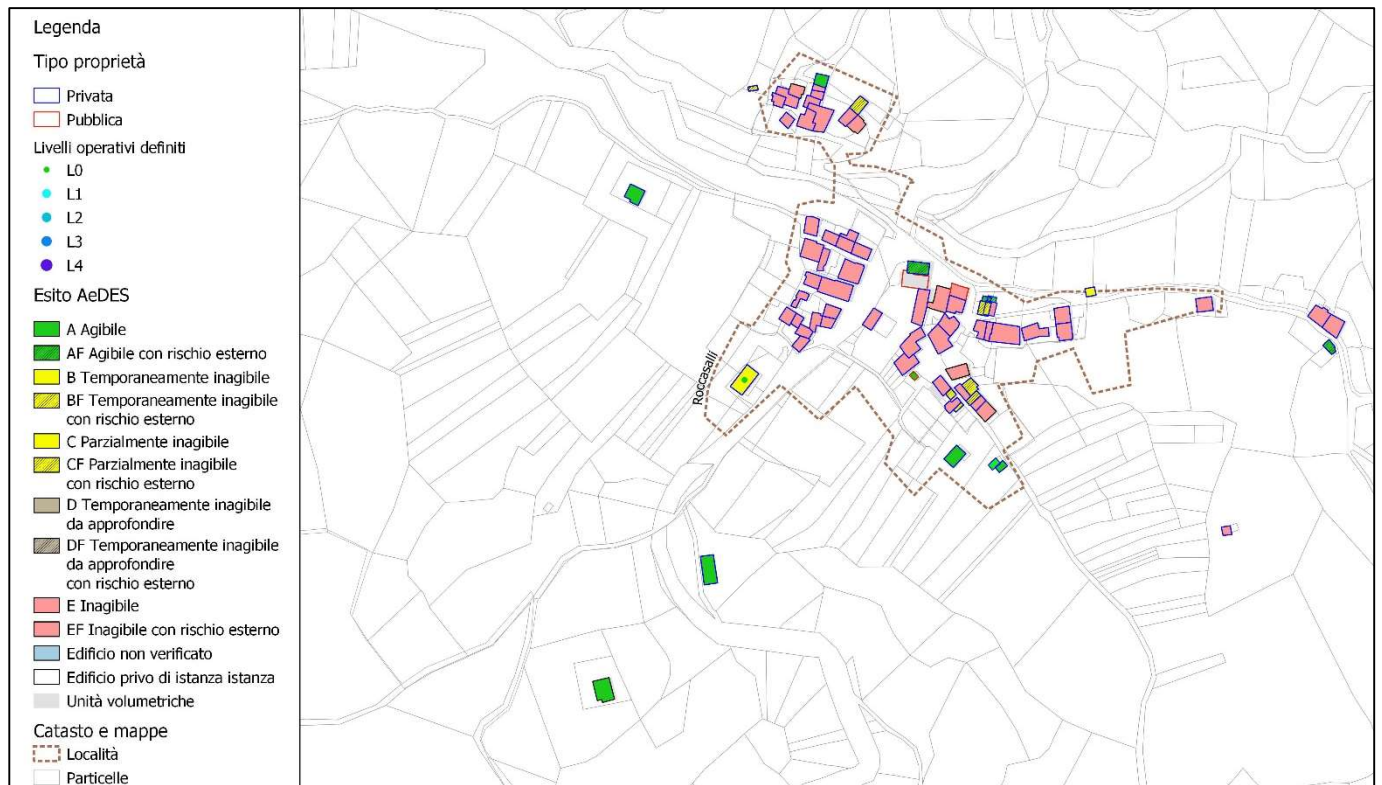 Legenda
Tipo proprietà
Privata
Pubblica
Livelli operativi definiti
L0
L1
L2
L3
L4
Esito AeDES
A Agibile
AF Agibile con rischio esterno
B Temporaneamente inagibile
BF Temporaneamente inagibile
con rischio esterno
C Parzialmente inagibile
CF Parzialmente inagibile
con rischio esterno
D Temporaneamente inagibile
da approfondire
DF Temporaneamente inagibile
da approfondire
con rischio esterno
E Inagibile
EF Inagibile con rischio esterno
Edificio non verificato
Edificio privo di istanza istanza
Unità volumetriche
Catasto e mappe
Località
Particelle
Roccasalli